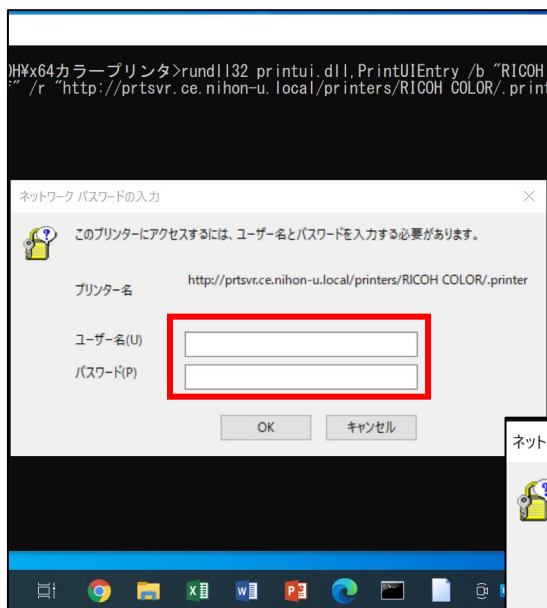 OH¥x64カラープリンタ>rundll32 printui.dll,PrintUIEntry /b "RICOH
f" /r "http://prtsvr.ce.nihon-u.local/printers/RICOH COLOR/.print
ネットワーク パスワードの入力
このプリンターにアクセスするには、ユーザー名とパスワードを入力する必要があります。
プリンター名
http://prtsvr.ce.nihon-u.local/printers/RICOH COLOR/.printer
ユーザー名(U)
パスワード(P)
OK
キャンセル
ネット